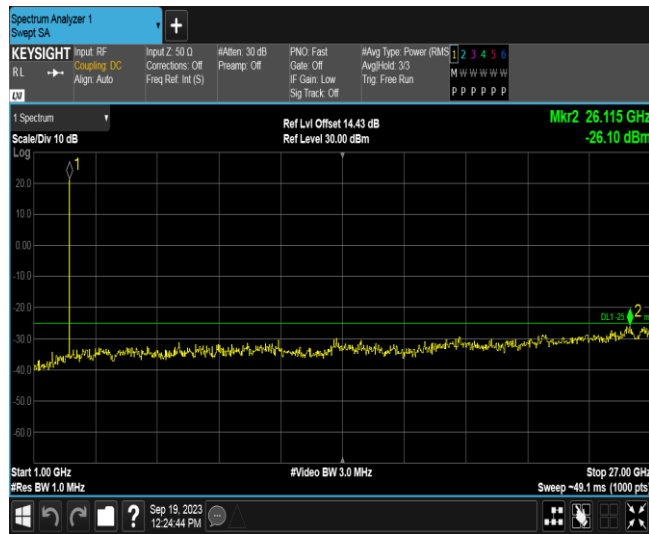 Spectrum Analyzer 1
Swept SA
KEYSIGHT Input: RF Input Z: 50 Ω #Atten: 30 dB PNO: Fast #Avg Type: Power (RMS 1 2 3 4 5 6
RL Coupling: DC Corrections: Off Preamp: Off Gate: Off Avg|Hold: 3/3 M W W W W W
Align: Auto Freq Ref: Int (S) IF Gain: Low Trig: Free Run
LXI Sig Track: Off P P P P P P
1 Spectrum Ref Lvl Offset 14.43 dB Mkr2 26.115 GHz
Scale/Div 10 dB Ref Level 30.00 dBm -26.10 dBm
Log
1
20.0
10.0
0.00
-10.0
-20.0
DL1 -25. 2
-30.0
-40.0
-50.0
-60.0
Start 1.00 GHz #Video BW 3.0 MHz Stop 27.00 GHz
#Res BW 1.0 MHz Sweep ~49.1 ms (1000 pts)
? Sep 19, 2023
12:24:44 PM